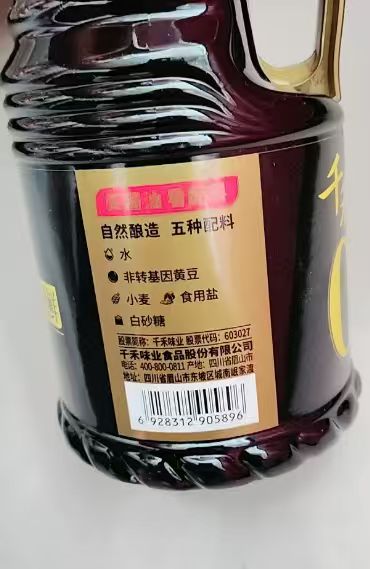 自然酿造 五种配料
水
非转基因黄豆
小麦 食用盐
白砂糖
股票简称：千禾味业 股票代码：603027
千禾味业食品股份有限公司
电话：400-800-0811 产地：四川省眉山市
地址：四川省眉山市东坡区城南岷家渡
6 928312 905896
千